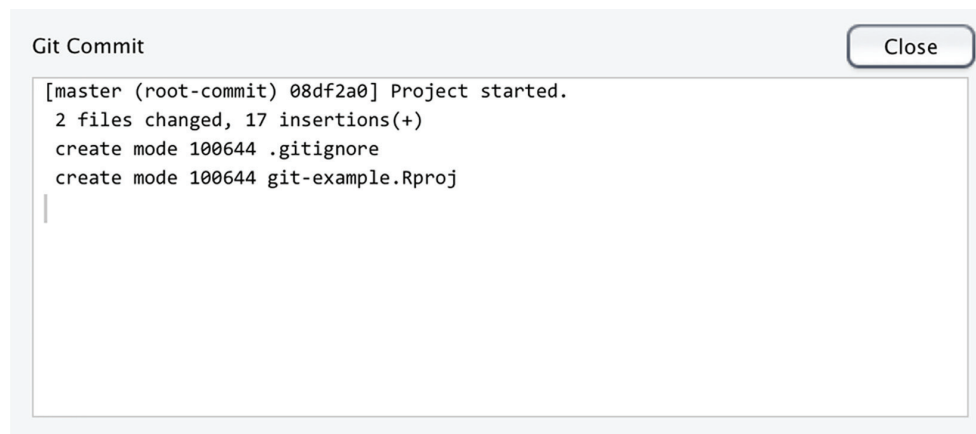 Git Commit
Close
[master (root-commit) 08df2a0] Project started.
2 files changed, 17 insertions(+)
create mode 100644 .gitignore
create mode 100644 git-example.Rproj